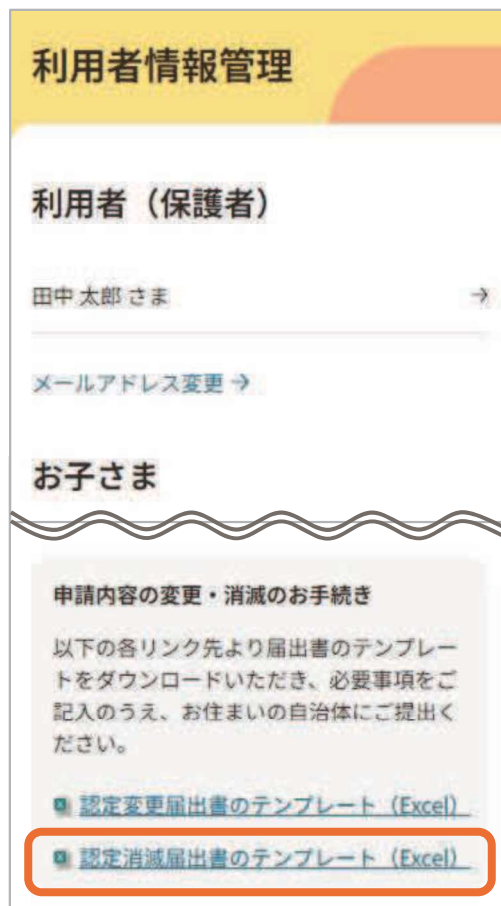 利用者情報管理
利用者（保護者）
田中 太郎 さま →
メールアドレス変更 →
お子さま
申請内容の変更・消滅のお手続き
以下の各リンク先より届出書のテンプレー
トをダウンロードいただき、必要事項をご
記入のうえ、お住まいの自治体にご提出く
ださい。
認定変更届出書のテンプレート（Excel）
認定消滅届出書のテンプレート（Excel）